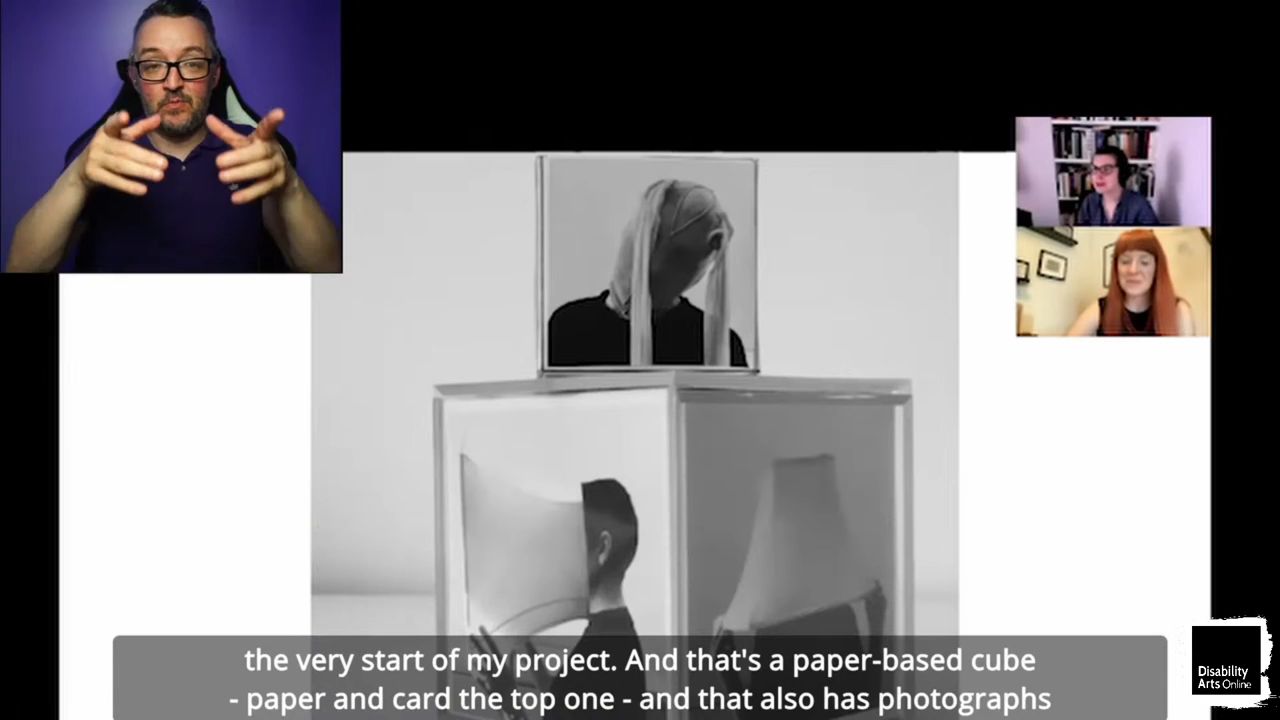 the very start of my project. And that's a paper-based cube
- paper and card the top one - and that also has photographs
Disability
Arts Online